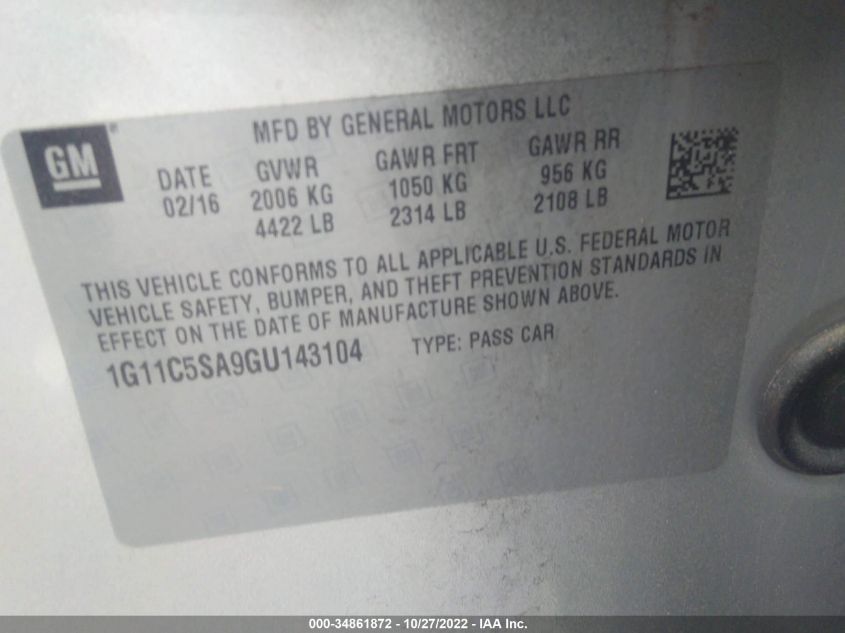 MFD BY GENERAL MOTORS LLC
GM®
DATE GVWR GAWR FRT GAWR RR
02/16 2006 KG 1050 KG 956 KG
4422 LB 2314 LB 2108 LB
THIS VEHICLE CONFORMS TO ALL APPLICABLE U.S. FEDERAL MOTOR
VEHICLE SAFETY, BUMPER, AND THEFT PREVENTION STANDARDS IN
EFFECT ON THE DATE OF MANUFACTURE SHOWN ABOVE.
1G11C5SA9GU143104 TYPE: PASS CAR
000-34861872 - 10/27/2022 - IAA Inc.